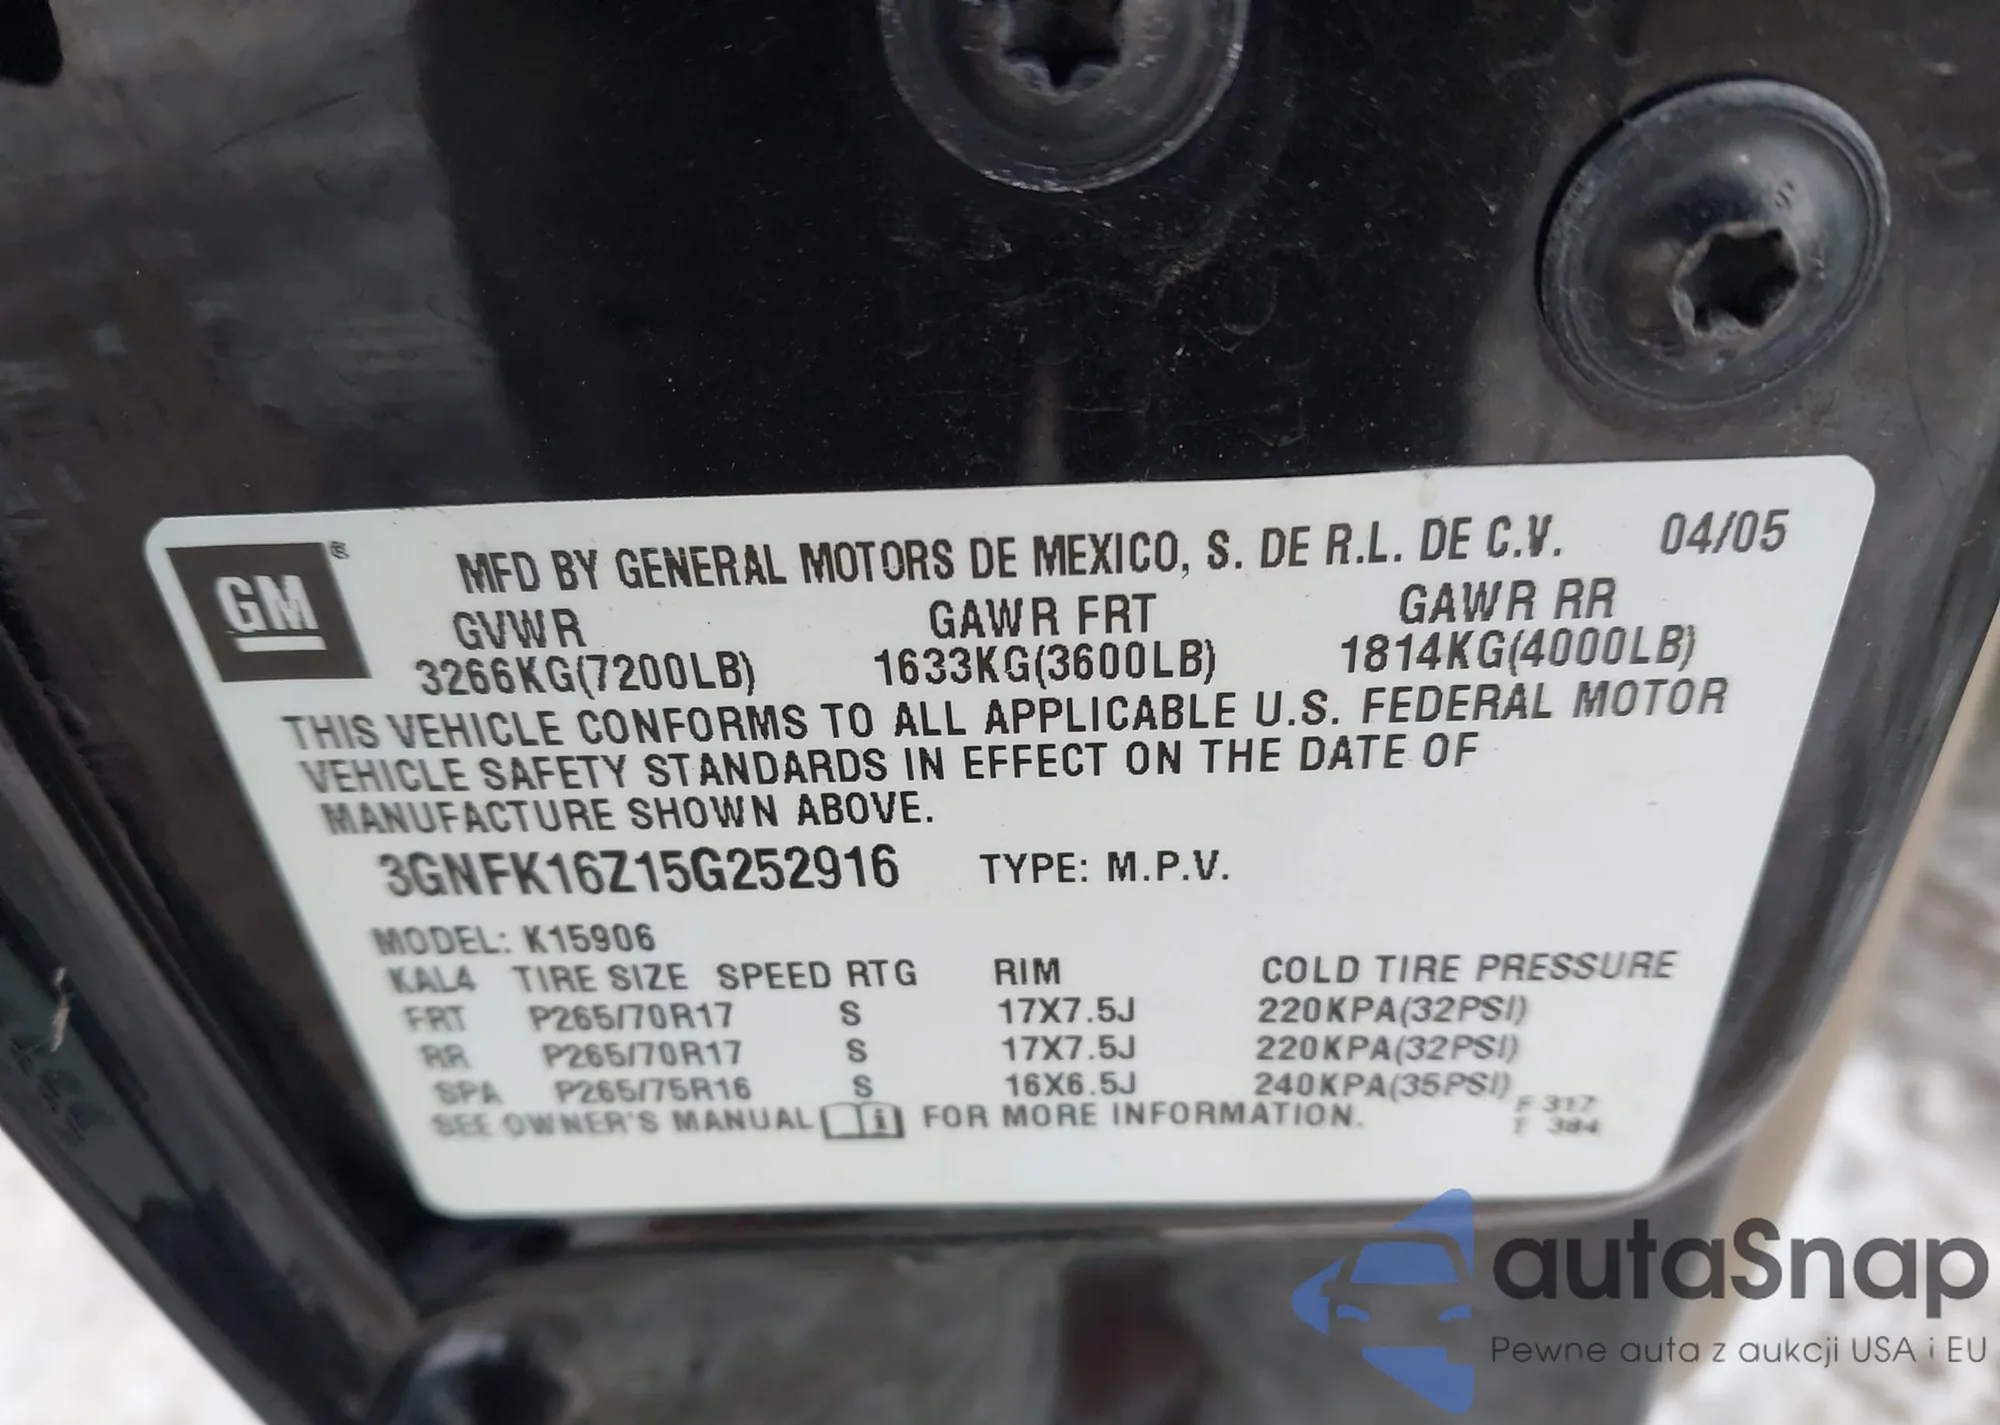 GM ®
MFD BY GENERAL MOTORS DE MEXICO, S. DE R.L. DE C.V. 04/05
GVWR GAWR FRT GAWR RR
3266KG(7200LB) 1633KG(3600LB) 1814KG(4000LB)
THIS VEHICLE CONFORMS TO ALL APPLICABLE U.S. FEDERAL MOTOR
VEHICLE SAFETY STANDARDS IN EFFECT ON THE DATE OF
MANUFACTURE SHOWN ABOVE.
3GNFK16Z15G252916 TYPE: M.P.V.
MODEL: K15906
KAL4 TIRE SIZE SPEED RTG RIM COLD TIRE PRESSURE
FRT P265/70R17 S 17X7.5J 220KPA(32PSI)
RR P265/70R17 S 17X7.5J 220KPA(32PSI)
SPA P265/75R16 S 16X6.5J 240KPA(35PSI)
SEE OWNER'S MANUAL i FOR MORE INFORMATION.
F 317
T 384
autaSnap
Pewne auta z aukcji USA i EU